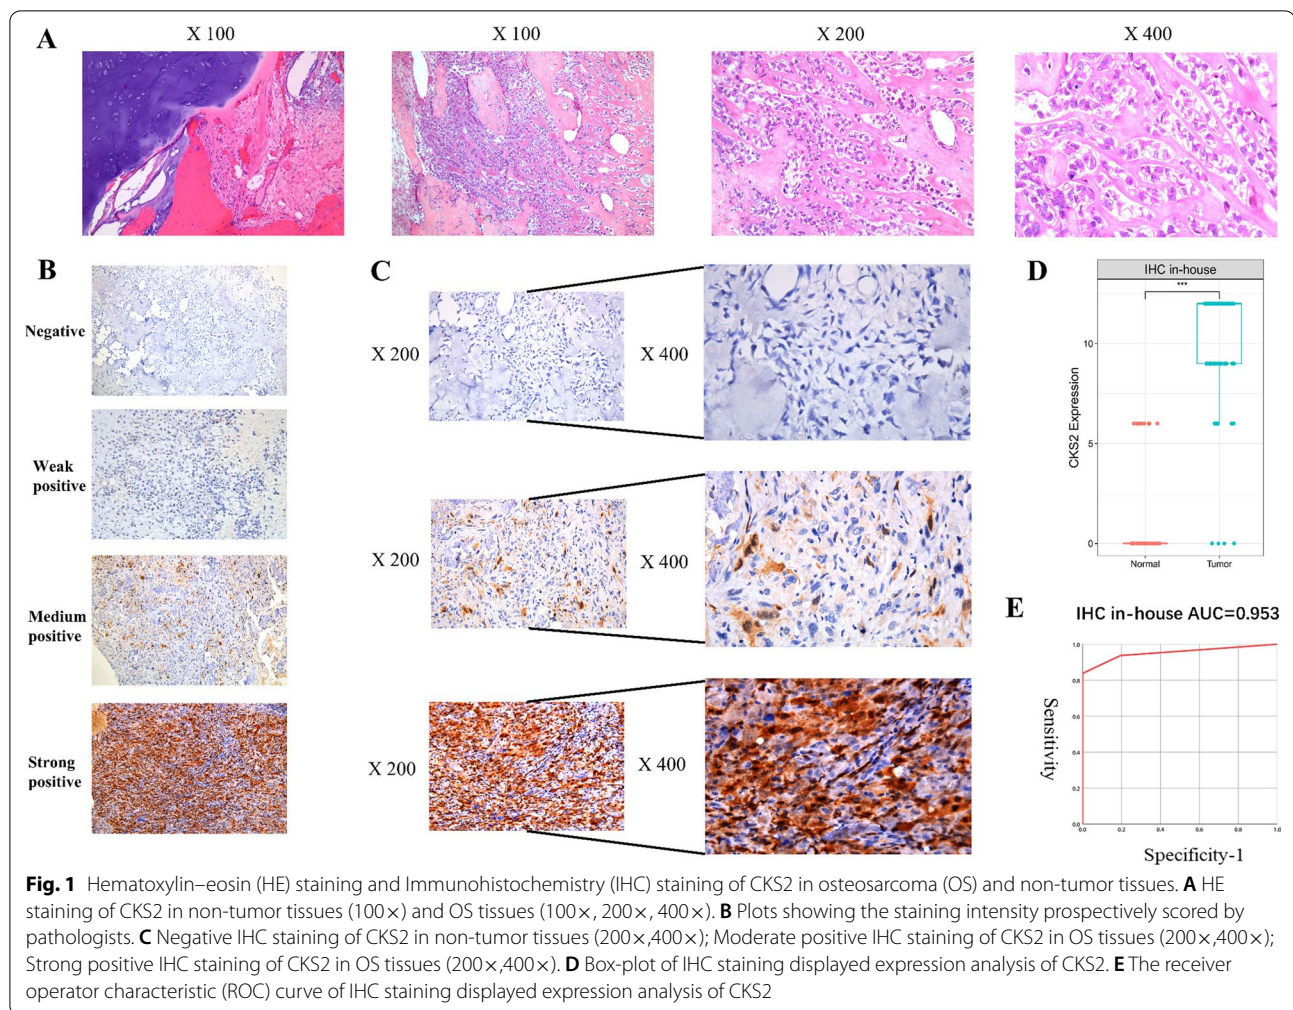 A
X 100
X 100
X 200
X 400
B
Negative
Weak
positive
Medium
positive
Strong
positive
C
X 200
X 400
X 200
X 400
X 200
X 400
D
IHC in-house
***
CKS2 Expression
10
5
0
Normal
Tumor
E
IHC in-house AUC=0.953
Sensitivity
1.0
0.8
0.6
0.4
0.2
0.0
0.0 0.2 0.4 0.6 0.8 1.0
Specificity-1
Fig. 1 Hematoxylin–eosin (HE) staining and Immunohistochemistry (IHC) staining of CKS2 in osteosarcoma (OS) and non-tumor tissues. A HE
staining of CKS2 in non-tumor tissues (100×) and OS tissues (100×, 200×, 400×). B Plots showing the staining intensity prospectively scored by
pathologists. C Negative IHC staining of CKS2 in non-tumor tissues (200×,400×); Moderate positive IHC staining of CKS2 in OS tissues (200×,400×);
Strong positive IHC staining of CKS2 in OS tissues (200×,400×). D Box-plot of IHC staining displayed expression analysis of CKS2. E The receiver
operator characteristic (ROC) curve of IHC staining displayed expression analysis of CKS2